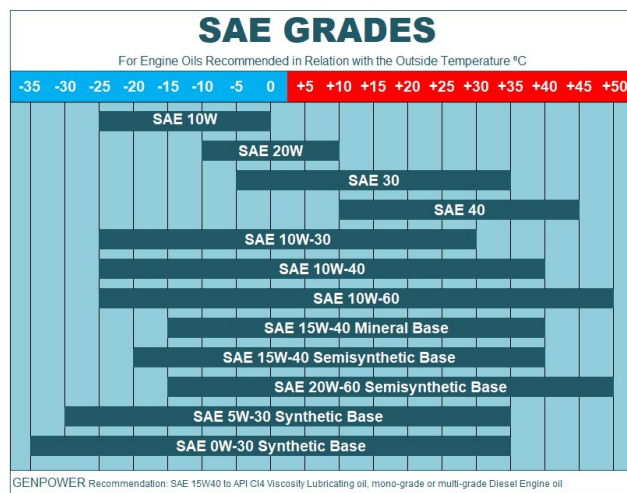 SAE GRADES
For Engine Oils Recommended in Relation with the Outside Temperature ºC
-35 -30 -25 -20 -15 -10 -5 0 +5 +10 +15 +20 +25 +30 +35 +40 +45 +50
SAE 10W
SAE 20W
SAE 30
SAE 40
SAE 10W-30
SAE 10W-40
SAE 10W-60
SAE 15W-40 Mineral Base
SAE 15W-40 Semisynthetic Base
SAE 20W-60 Semisynthetic Base
SAE 5W-30 Synthetic Base
SAE 0W-30 Synthetic Base
GENPOWER Recommendation: SAE 15W40 to API CI4 Viscosity Lubricating oil, mono-grade or multi-grade Diesel Engine oil